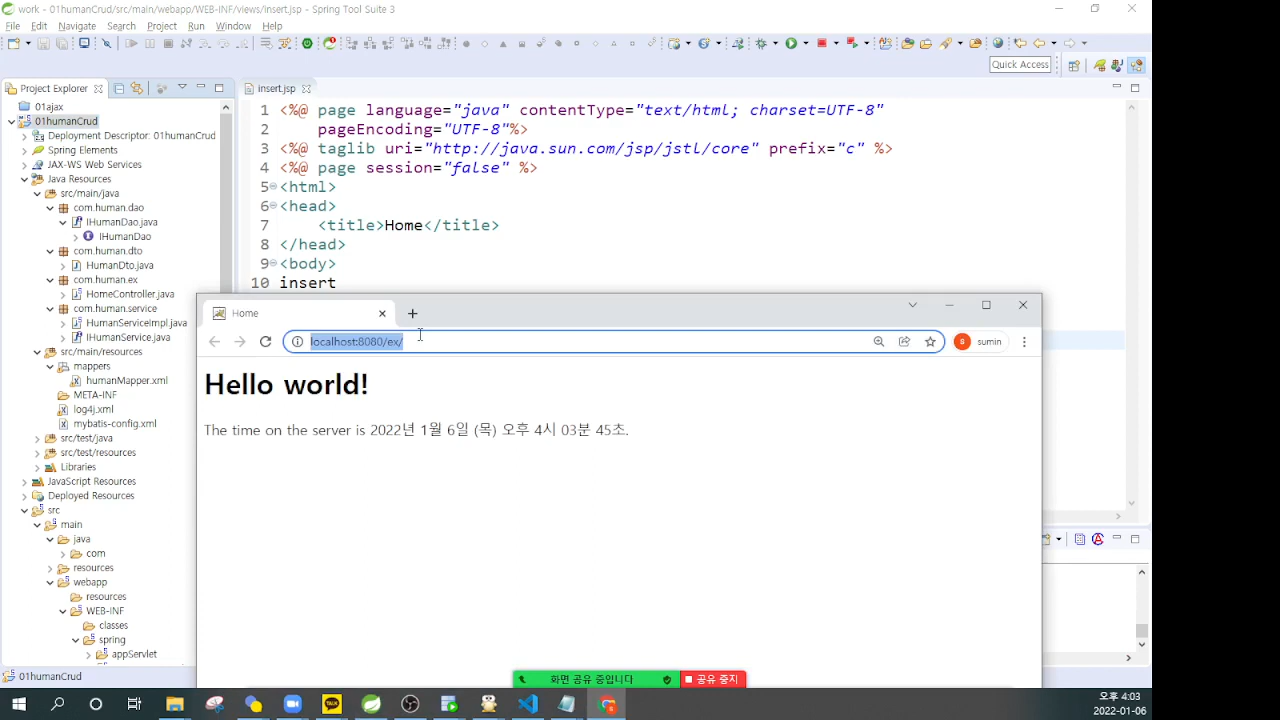 work - 01humanCrud/src/main/webapp/WEB-INF/views/insert.jsp - Spring Tool Suite 3
File Edit Navigate Search Project Run Window Help
Quick Access
Project Explorer
01ajax
01humanCrud
Deployment Descriptor: 01humanCrud
Spring Elements
JAX-WS Web Services
Java Resources
src/main/java
com.human.dao
IHumanDao.java
IHumanDao
com.human.dto
HumanDto.java
com.human.ex
HomeController.java
com.human.service
HumanServiceImpl.java
IHumanService.java
src/main/resources
mappers
humanMapper.xml
META-INF
log4j.xml
mybatis-config.xml
src/test/java
src/test/resources
Libraries
JavaScript Resources
Deployed Resources
src
main
java
com
resources
webapp
resources
WEB-INF
classes
spring
appServlet
01humanCrud
insert.jsp
1 <%@ page language="java" contentType="text/html; charset=UTF-8"
2 pageEncoding="UTF-8"%>
3 <%@ taglib uri="http://java.sun.com/jsp/jstl/core" prefix="c" %>
4 <%@ page session="false" %>
5 <html>
6 <head>
7 <title>Home</title>
8 </head>
9 <body>
10 insert
Home
localhost:8080/ex/
s sumin
Hello world!
The time on the server is 2022년 1월 6일 (목) 오후 4시 03분 45초.
화면 공유 중입니다
공유 중지
TALK
오후 4:03
2022-01-06